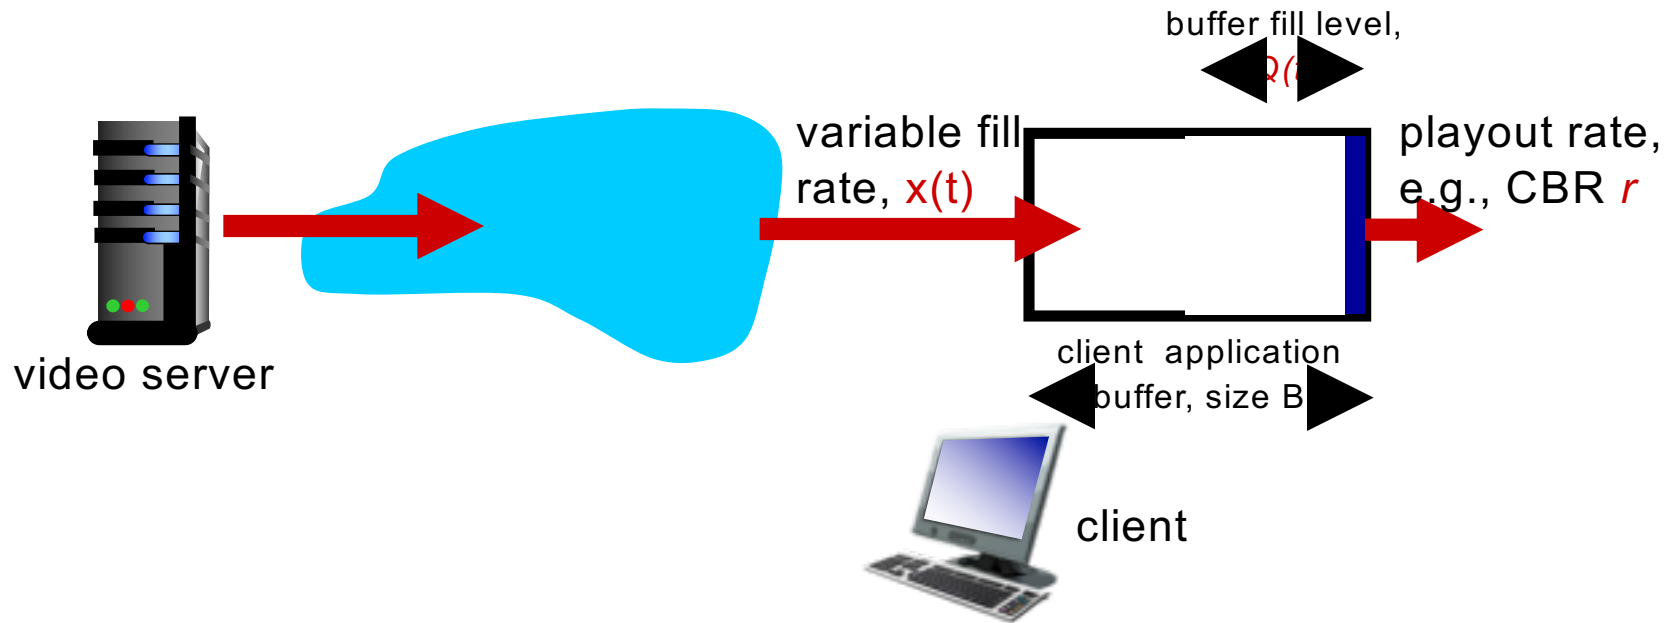 buffer fill level,
Q(t
variable fill
rate, x(t)
playout rate,
e.g., CBR r
client application
buffer, size B
video server
client